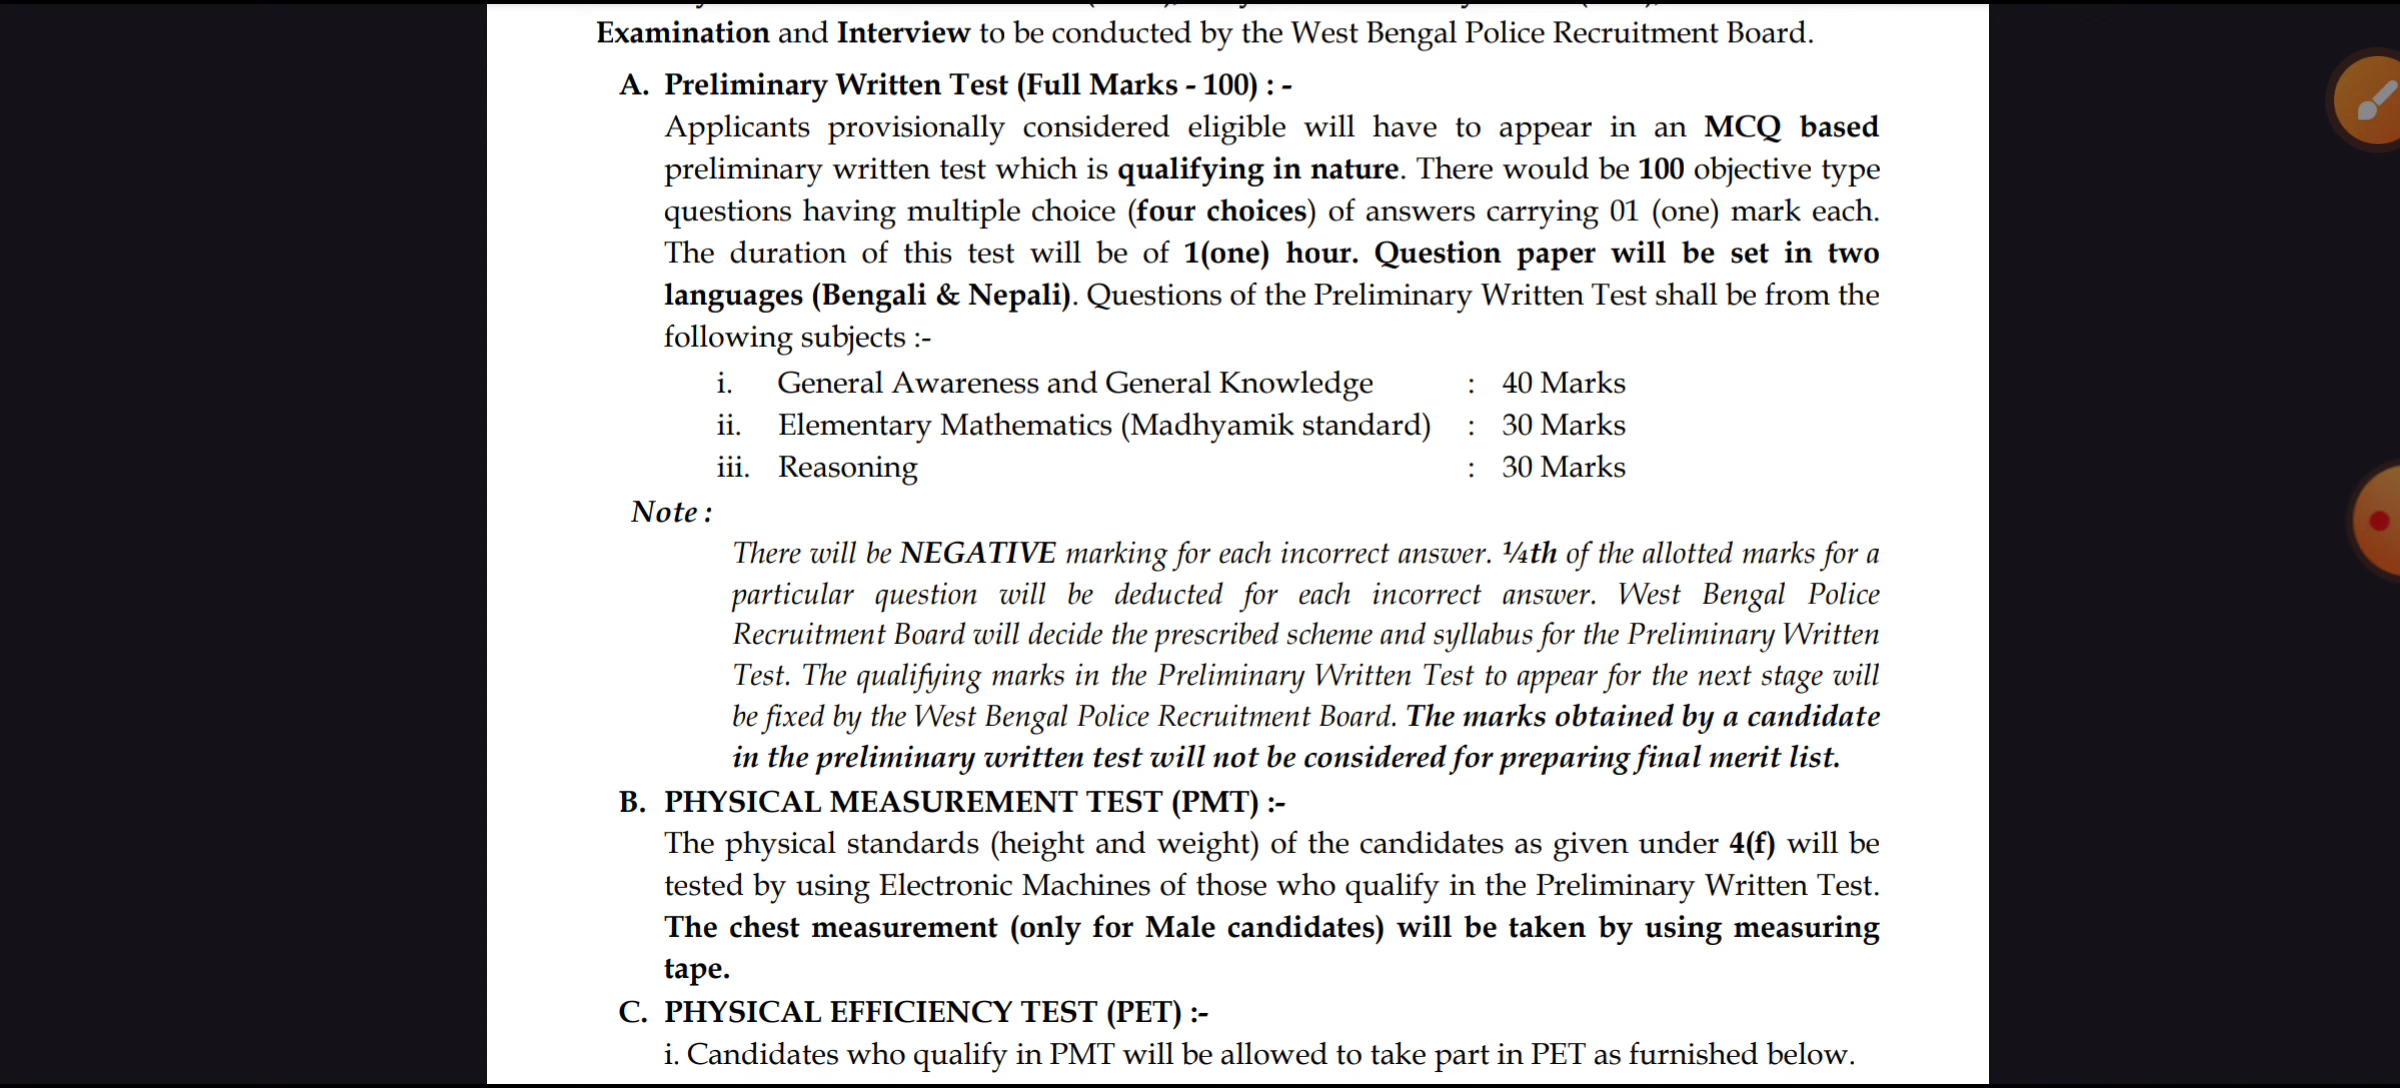 Examination and Interview to be conducted by the West Bengal Police Recruitment Board.
A. Preliminary Written Test (Full Marks - 100) : -
Applicants provisionally considered eligible will have to appear in an MCQ based
preliminary written test which is qualifying in nature. There would be 100 objective type
questions having multiple choice (four choices) of answers carrying 01 (one) mark each.
The duration of this test will be of 1(one) hour. Question paper will be set in two
languages (Bengali & Nepali). Questions of the Preliminary Written Test shall be from the
following subjects :-
i. General Awareness and General Knowledge : 40 Marks
ii. Elementary Mathematics (Madhyamik standard) : 30 Marks
iii. Reasoning : 30 Marks
Note :
There will be NEGATIVE marking for each incorrect answer. ¼th of the allotted marks for a
particular question will be deducted for each incorrect answer. West Bengal Police
Recruitment Board will decide the prescribed scheme and syllabus for the Preliminary Written
Test. The qualifying marks in the Preliminary Written Test to appear for the next stage will
be fixed by the West Bengal Police Recruitment Board. The marks obtained by a candidate
in the preliminary written test will not be considered for preparing final merit list.
B. PHYSICAL MEASUREMENT TEST (PMT) :-
The physical standards (height and weight) of the candidates as given under 4(f) will be
tested by using Electronic Machines of those who qualify in the Preliminary Written Test.
The chest measurement (only for Male candidates) will be taken by using measuring
tape.
C. PHYSICAL EFFICIENCY TEST (PET) :-
i. Candidates who qualify in PMT will be allowed to take part in PET as furnished below.